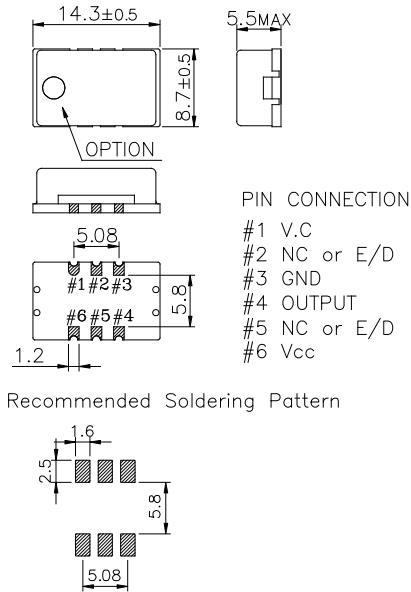 14.3±0.5
5.5MAX
8.7±0.5
OPTION
5.08
#1 #2 #3
#6 #5 #4
5.8
1.2
PIN CONNECTION
#1 V.C
#2 NC or E/D
#3 GND
#4 OUTPUT
#5 NC or E/D
#6 Vcc
Recommended Soldering Pattern
1.6
2.5
5.8
5.08